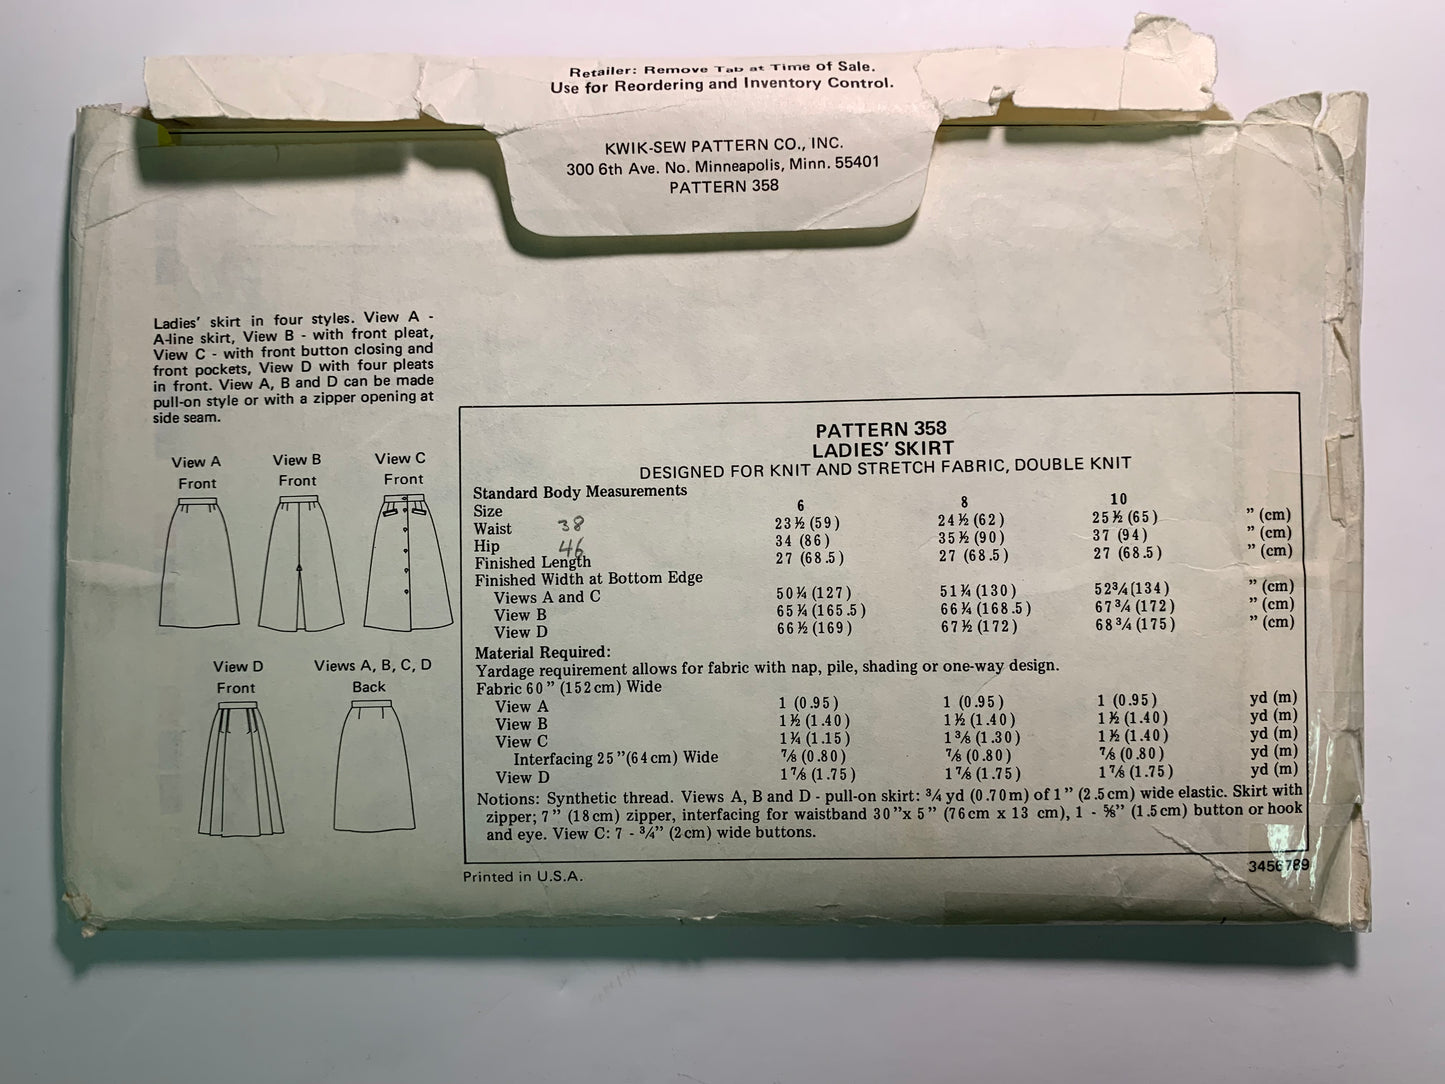 Retailer: Remove Tab at Time of Sale.
Use for Reordering and Inventory Control.
KWIK-SEW PATTERN CO., INC.
300 6th Ave. No. Minneapolis, Minn. 55401
PATTERN 358
Ladies' skirt in four styles. View A -
A-line skirt, View B - with front pleat,
View C - with front button closing and
front pockets, View D with four pleats
in front. View A, B and D can be made
pull-on style or with a zipper opening at
side seam.
View A View B View C
Front Front Front
View D Views A, B, C, D
Front Back
PATTERN 358
LADIES' SKIRT
DESIGNED FOR KNIT AND STRETCH FABRIC, DOUBLE KNIT
Standard Body Measurements
Size 6 8 10
Waist 38 23½ (59) 24½ (62) 25½ (65) " (cm)
Hip 46 34 (86) 35½ (90) 37 (94) " (cm)
Finished Length 27 (68.5) 27 (68.5) 27 (68.5) " (cm)
Finished Width at Bottom Edge
Views A and C 50¼ (127) 51¼ (130) 52¾ (134) " (cm)
View B 65¼ (165.5) 66¼ (168.5) 67¾ (172) " (cm)
View D 66½ (169) 67½ (172) 68¾ (175) " (cm)
Material Required:
Yardage requirement allows for fabric with nap, pile, shading or one-way design.
Fabric 60" (152 cm) Wide
View A 1 (0.95) 1 (0.95) 1 (0.95) yd (m)
View B 1½ (1.40) 1½ (1.40) 1½ (1.40) yd (m)
View C 1¼ (1.15) 1⅜ (1.30) 1½ (1.40) yd (m)
Interfacing 25" (64 cm) Wide ⅞ (0.80) ⅞ (0.80) ⅞ (0.80) yd (m)
View D 1⅞ (1.75) 1⅞ (1.75) 1⅞ (1.75) yd (m)
Notions: Synthetic thread. Views A, B and D - pull-on skirt: ¾ yd (0.70 m) of 1" (2.5 cm) wide elastic. Skirt with
zipper; 7" (18 cm) zipper, interfacing for waistband 30" x 5" (76 cm x 13 cm), 1 - ⅝" (1.5 cm) button or hook
and eye. View C: 7 - ¾" (2 cm) wide buttons.
Printed in U.S.A. 3456789